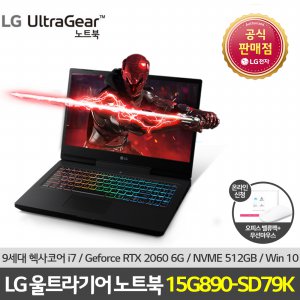 LG UltraGear™
노트북
공식
판매점
LG전자
LG
온라인
신청
오피스 밸류팩+
무선마우스
9세대 헥사코어 i7 / Geforce RTX 2060 6G / NVME 512GB / Win 10
LG 울트라기어 노트북 15G890-SD79K